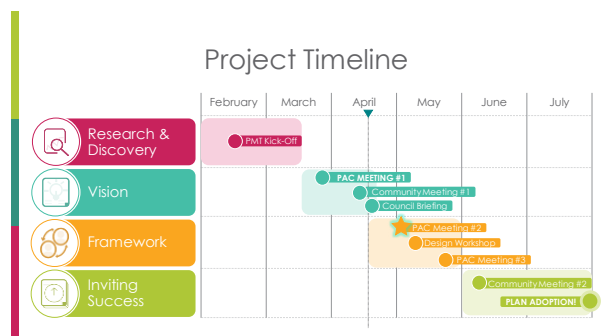 Project Timeline
February March April May June July
Research &
Discovery
PMT Kick-Off
Vision
PAC MEETING #1
Community Meeting #1
Council Briefing
Framework
PAC Meeting #2
Design Workshop
PAC Meeting #3
Inviting
Success
Community Meeting #2
PLAN ADOPTION!